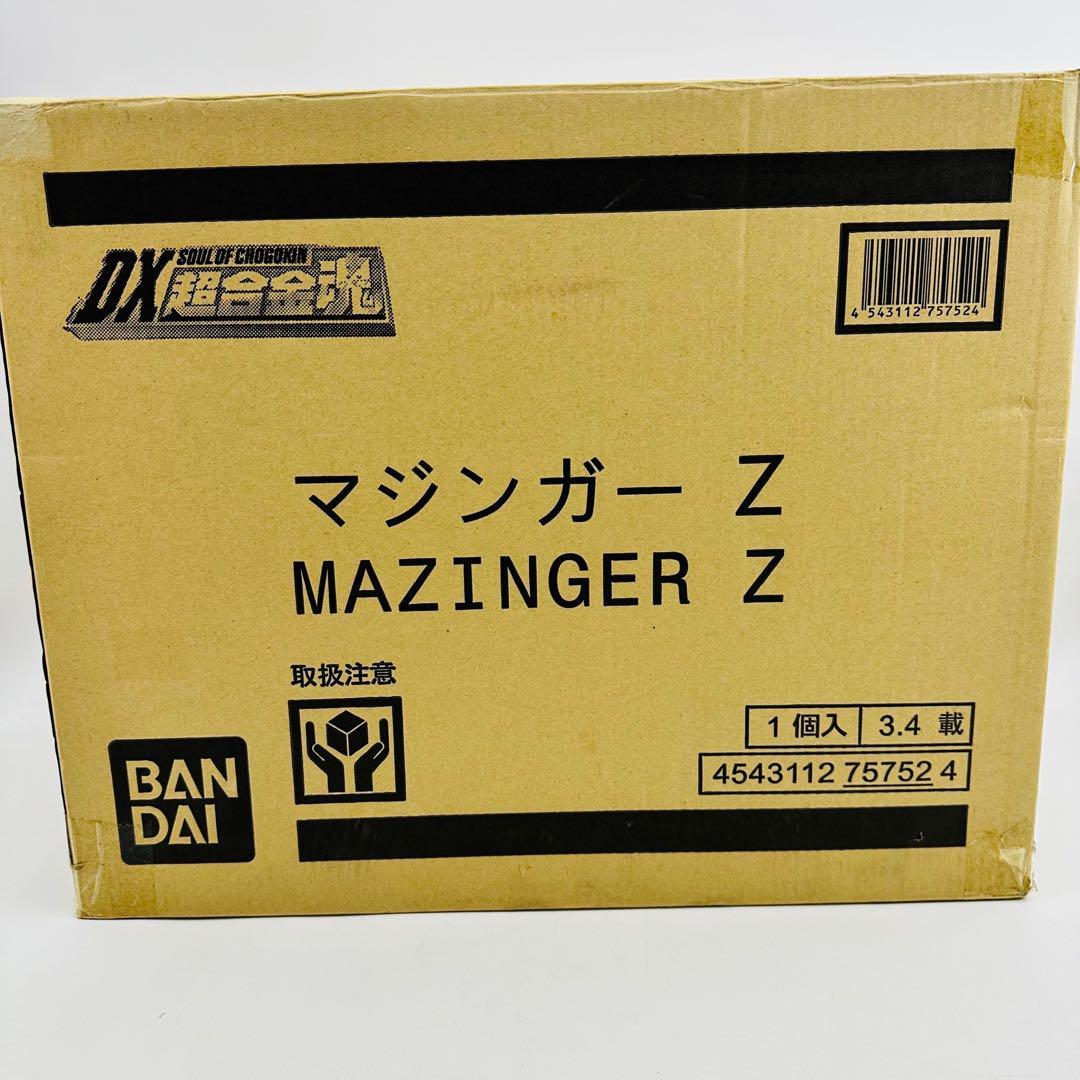 DX SOUL OF CHOGOKIN
超合金魂
4 543112 757524
マジンガー Z
MAZINGER Z
取扱注意
1個入 3.4 載
4543112 75752 4
BAN
DAI